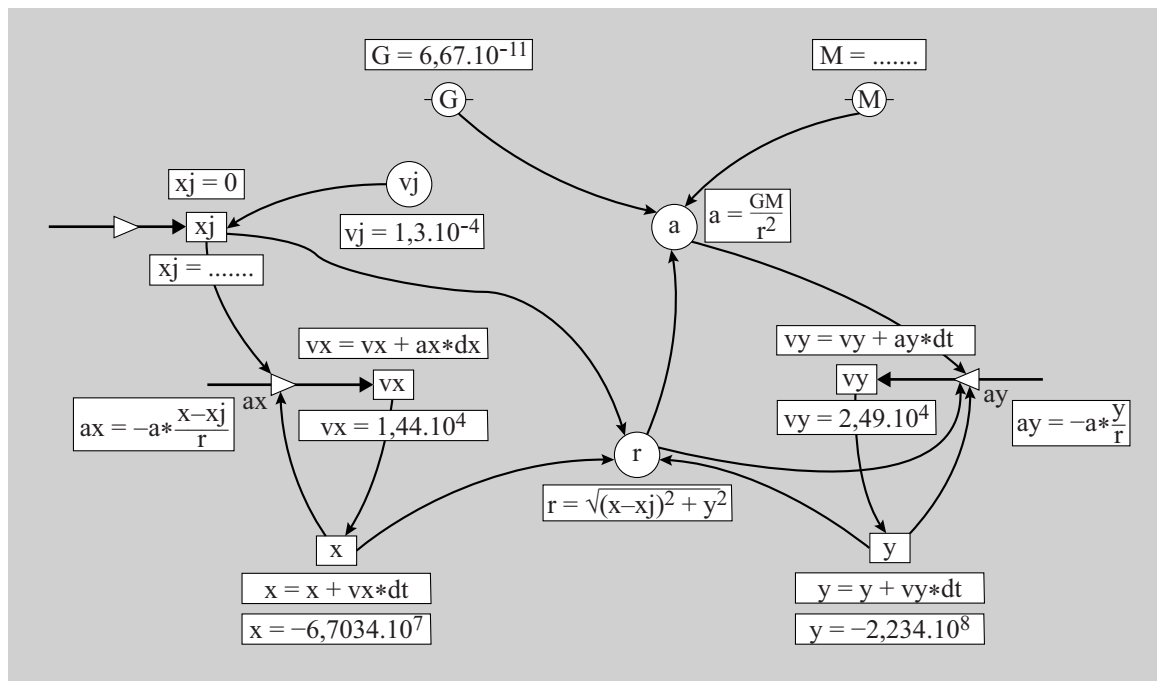 G = 6,67.10⁻¹¹
M = .......
G
M
xj = 0
vj
xj
vj = 1,3.10⁻⁴
a
a = GM/r²
xj = .......
vx = vx + ax*dx
vy = vy + ay*dt
ax
vx
vy
ay
ax = −a*(x−xj)/r
vx = 1,44.10⁴
vy = 2,49.10⁴
ay = −a*y/r
r
r = √(x−xj)² + y²
x
y
x = x + vx*dt
y = y + vy*dt
x = −6,7034.10⁷
y = −2,234.10⁸